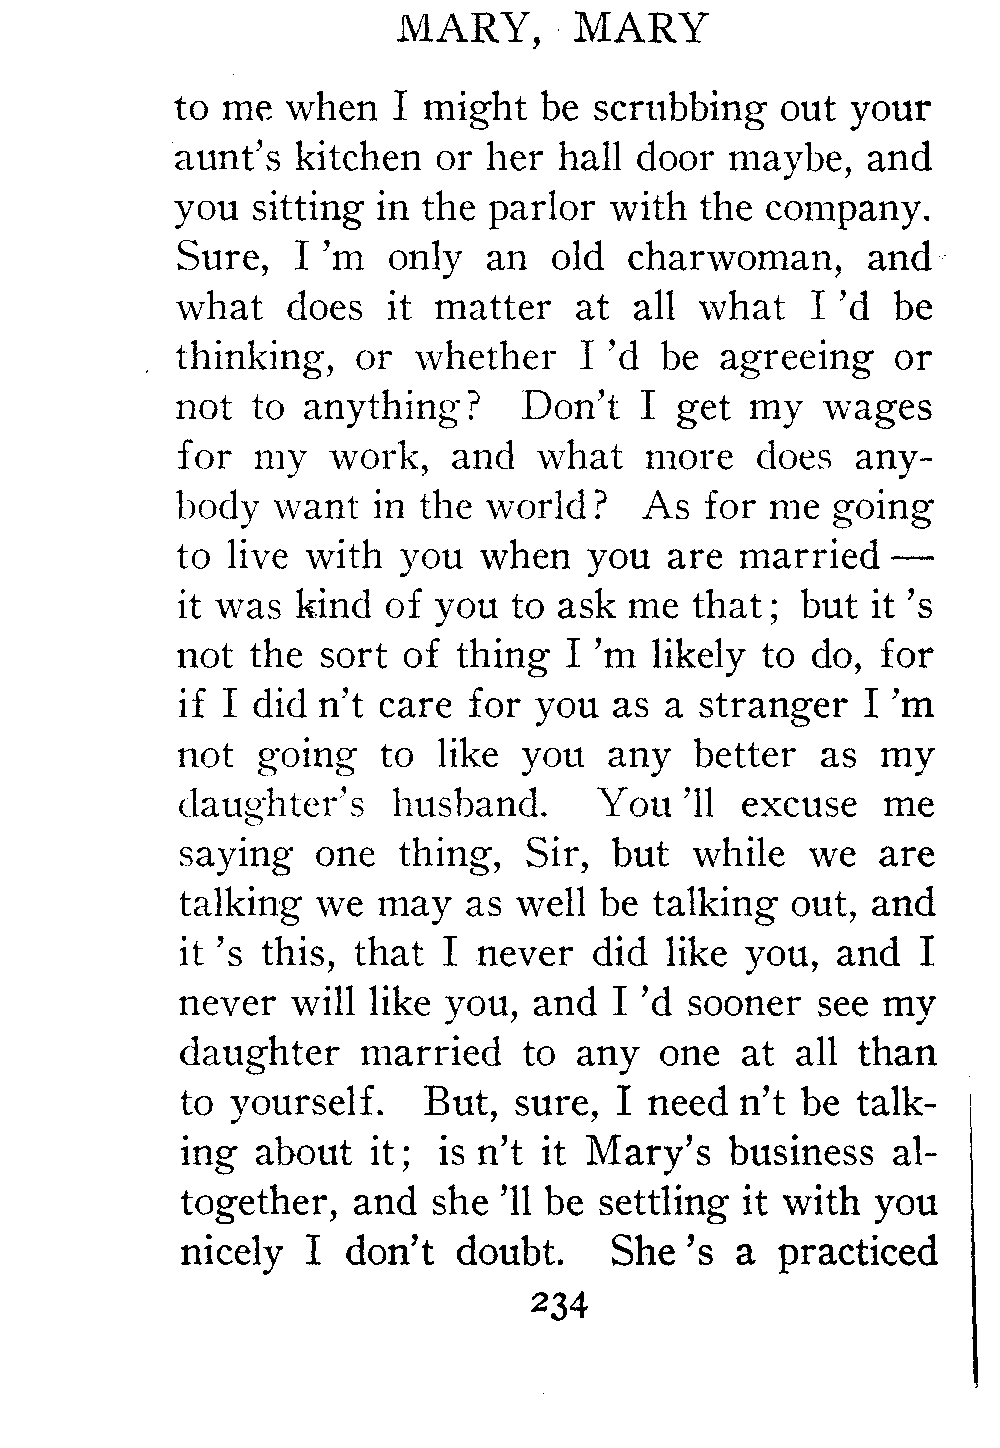 MARY, MARY
to me when I might be scrubbing out your
aunt's kitchen or her hall door maybe, and
you sitting in the parlor with the company.
Sure, I 'm only an old charwoman, and
what does it matter at all what I 'd be
thinking, or whether I 'd be agreeing or
not to anything? Don't I get my wages
for my work, and what more does any-
body want in the world? As for me going
to live with you when you are married —
it was kind of you to ask me that; but it 's
not the sort of thing I 'm likely to do, for
if I did n't care for you as a stranger I 'm
not going to like you any better as my
daughter's husband. You 'll excuse me
saying one thing, Sir, but while we are
talking we may as well be talking out, and
it 's this, that I never did like you, and I
never will like you, and I 'd sooner see my
daughter married to any one at all than
to yourself. But, sure, I need n't be talk-
ing about it; is n't it Mary's business al-
together, and she 'll be settling it with you
nicely I don't doubt. She 's a practiced
234